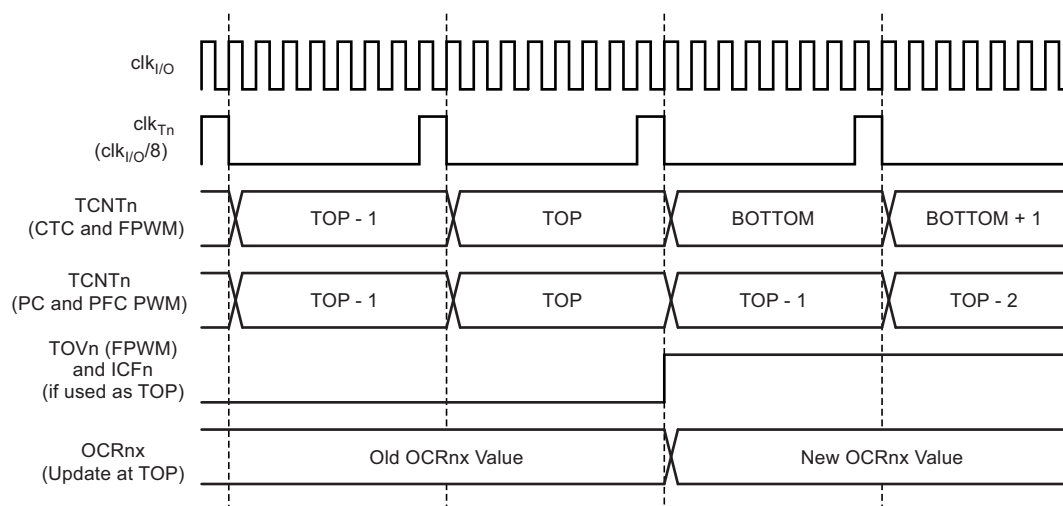 clkI/O
clkTn
(clkI/O/8)
TCNTn
(CTC and FPWM)
TOP - 1 TOP BOTTOM BOTTOM + 1
TCNTn
(PC and PFC PWM)
TOP - 1 TOP TOP - 1 TOP - 2
TOVn (FPWM)
and ICFn
(if used as TOP)
OCRnx
(Update at TOP)
Old OCRnx Value New OCRnx Value